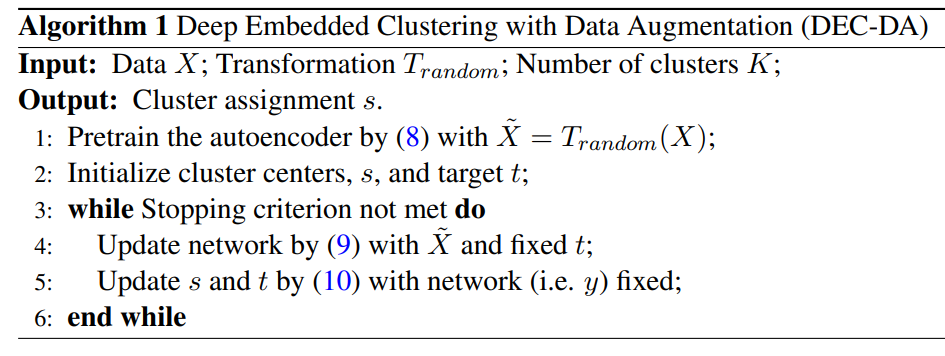 Algorithm 1 Deep Embedded Clustering with Data Augmentation (DEC-DA)
Input: Data X; Transformation T_{random}; Number of clusters K;
Output: Cluster assignment s.
1: Pretrain the autoencoder by (8) with X̃ = T_{random}(X);
2: Initialize cluster centers, s, and target t;
3: while Stopping criterion not met do
4: Update network by (9) with X̃ and fixed t;
5: Update s and t by (10) with network (i.e. y) fixed;
6: end while